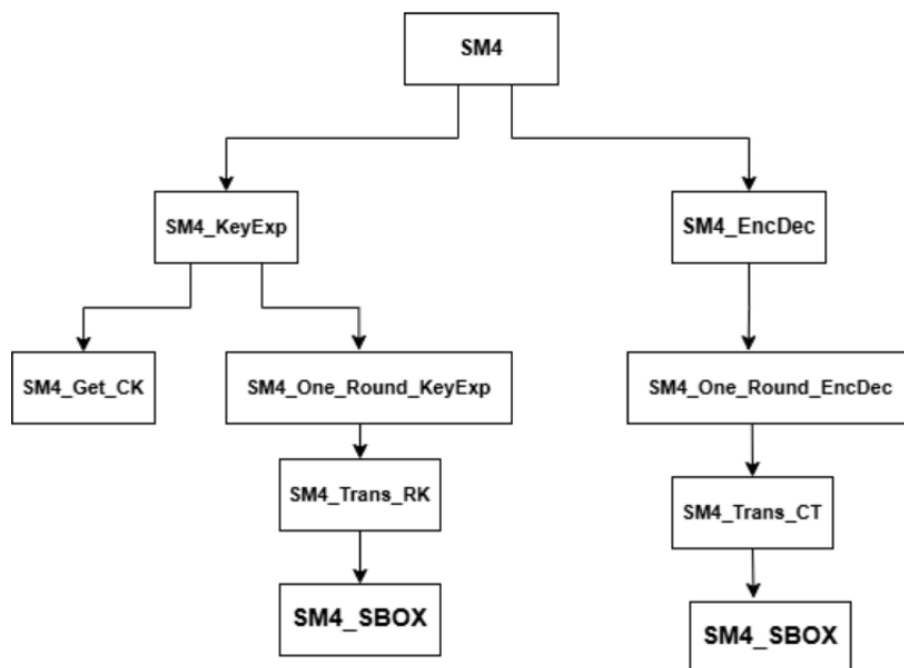 SM4
SM4_KeyExp
SM4_EncDec
SM4_Get_CK
SM4_One_Round_KeyExp
SM4_One_Round_EncDec
SM4_Trans_RK
SM4_Trans_CT
SM4_SBOX
SM4_SBOX